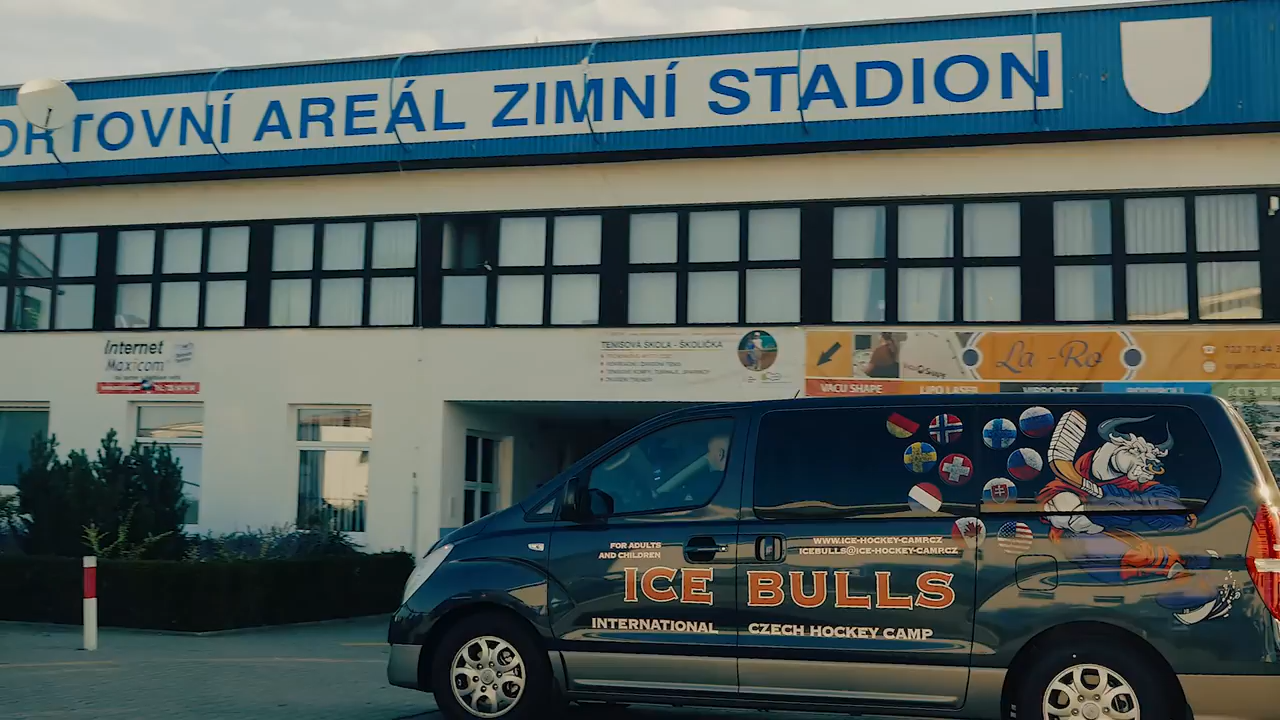 ORTOVNÍ AREÁL ZIMNÍ STADION
Internet
Maxxcom
TENISOVÁ ŠKOLA - ŠKOLIČKA
La - Ro
VACU SHAPE
LIPO LASER
FOR ADULTS
AND CHILDREN
WWW.ICE-HOCKEY-CAMP.CZ
ICEBULLS@ICE-HOCKEY-CAMP.CZ
ICE BULLS
INTERNATIONAL CZECH HOCKEY CAMP